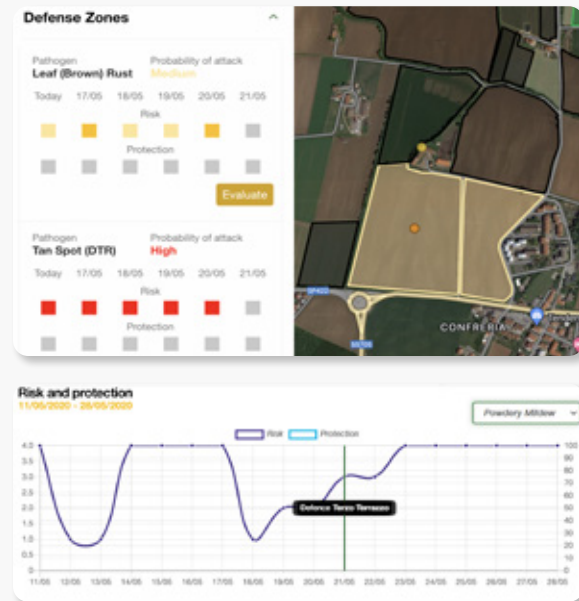 Defense Zones
Pathogen Probability of attack
Leaf (Brown) Rust Medium
Today 17/05 18/05 19/05 20/05 21/05
Risk
Protection
Evaluate
Pathogen Probability of attack
Tan Spot (DTR) High
Today 17/05 18/05 19/05 20/05 21/05
Risk
Protection
CONFRERIA
Risk and protection
11/05/2020 - 28/05/2020
Powdery Mildew
Risk Protection
4.0 100
3.5 90
3.0 80
2.5 70
2.0 60
50
1.5 40
1.0 30
0.5 20
10
0 0
Defence Terzo Terrazzo
11/05 12/05 13/05 14/05 15/05 16/05 17/05 18/05 19/05 20/05 21/05 22/05 23/05 24/05 25/05 26/05 27/05 28/05